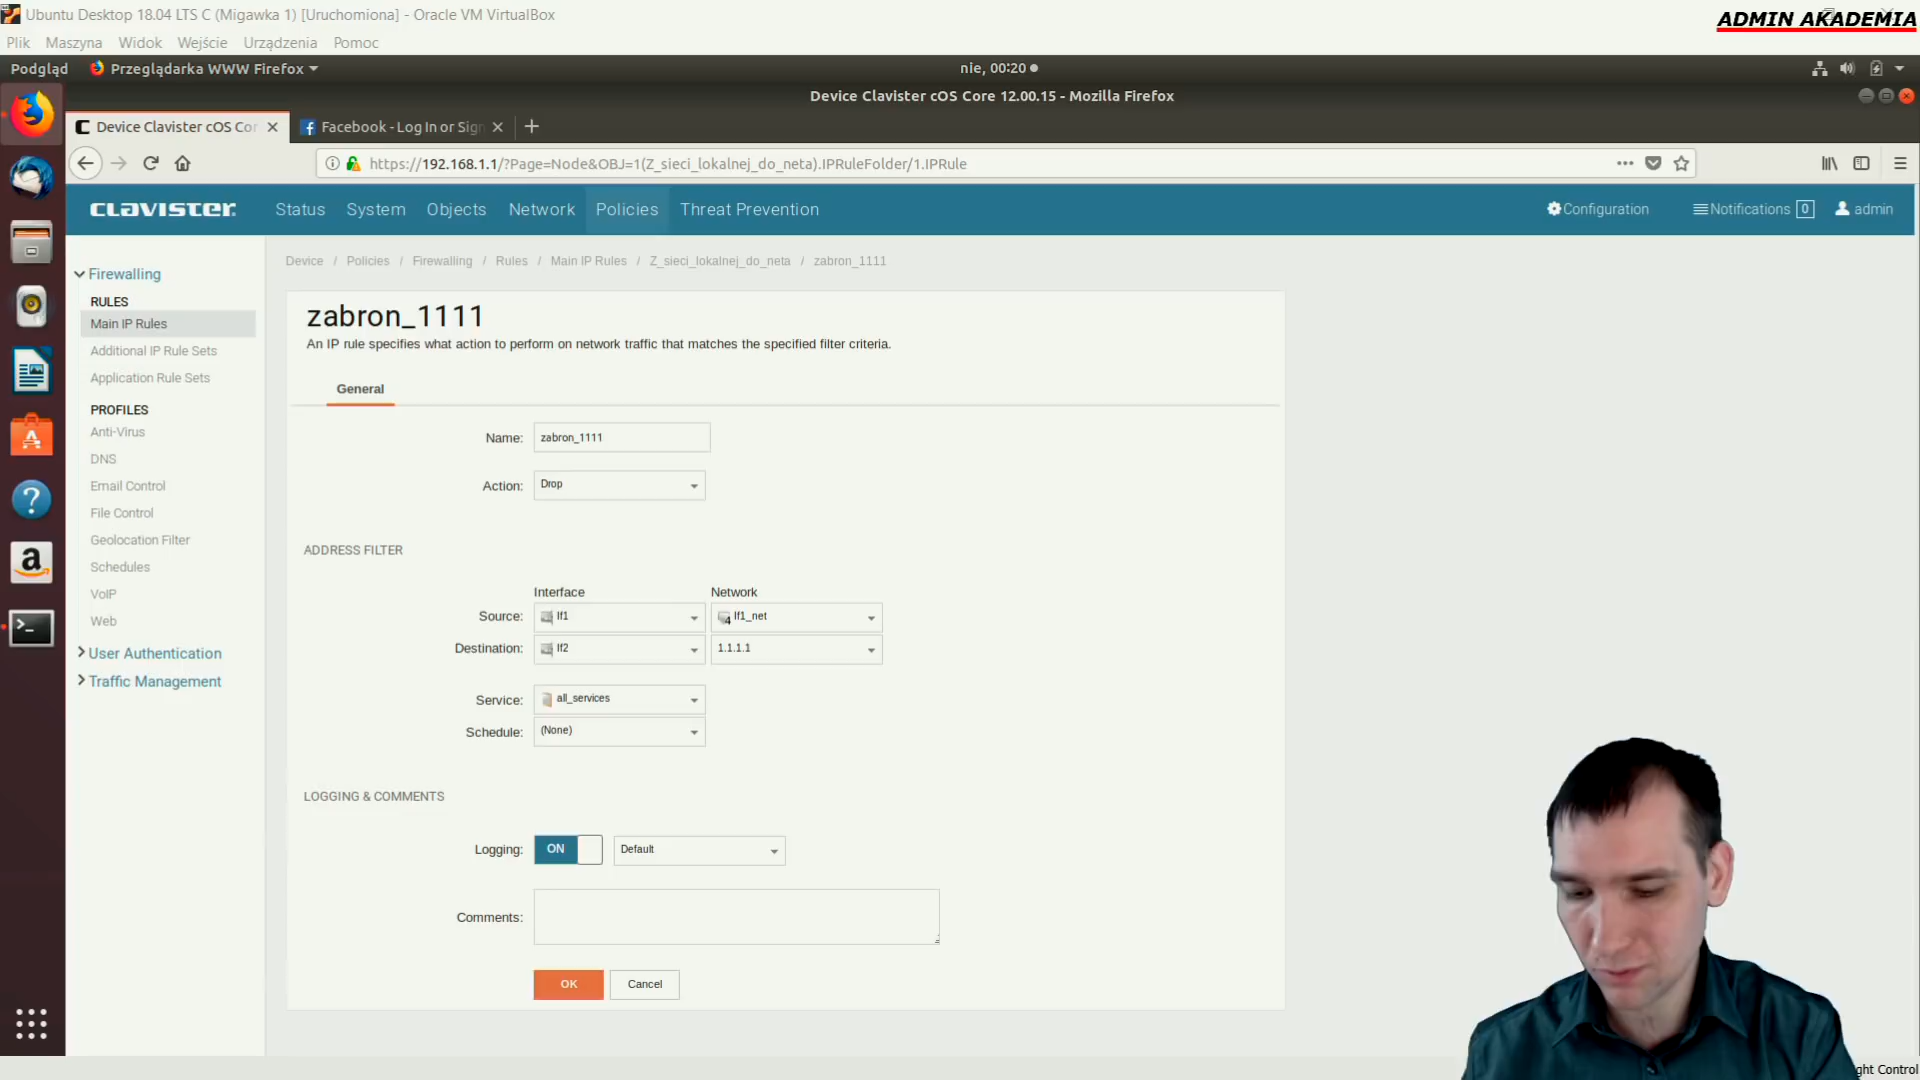 Ubuntu Desktop 18.04 LTS C (Migawka 1) [Uruchomiona] - Oracle VM VirtualBox
ADMIN AKADEMIA
Plik Maszyna Widok Wejście Urządzenia Pomoc
Podgląd Przeglądarka WWW Firefox nie, 00:20
Device Clavister cOS Core 12.00.15 - Mozilla Firefox
Device Clavister cOS Cor Facebook - Log In or Sign
https://192.168.1.1/?Page=Node&OBJ=1(Z_sieci_lokalnej_do_neta).IPRuleFolder/1.IPRule
CLAVISTER Status System Objects Network Policies Threat Prevention Configuration Notifications 0 admin
Device / Policies / Firewalling / Rules / Main IP Rules / Z_sieci_lokalnej_do_neta / zabron_1111
Firewalling
RULES
Main IP Rules
Additional IP Rule Sets
Application Rule Sets
PROFILES
Anti-Virus
DNS
Email Control
File Control
Geolocation Filter
Schedules
VoIP
Web
User Authentication
Traffic Management
zabron_1111
An IP rule specifies what action to perform on network traffic that matches the specified filter criteria.
General
Name: zabron_1111
Action: Drop
ADDRESS FILTER
Interface Network
Source: If1 If1_net
Destination: If2 1.1.1.1
Service: all_services
Schedule: (None)
LOGGING & COMMENTS
Logging: ON Default
Comments:
OK Cancel
ght Control